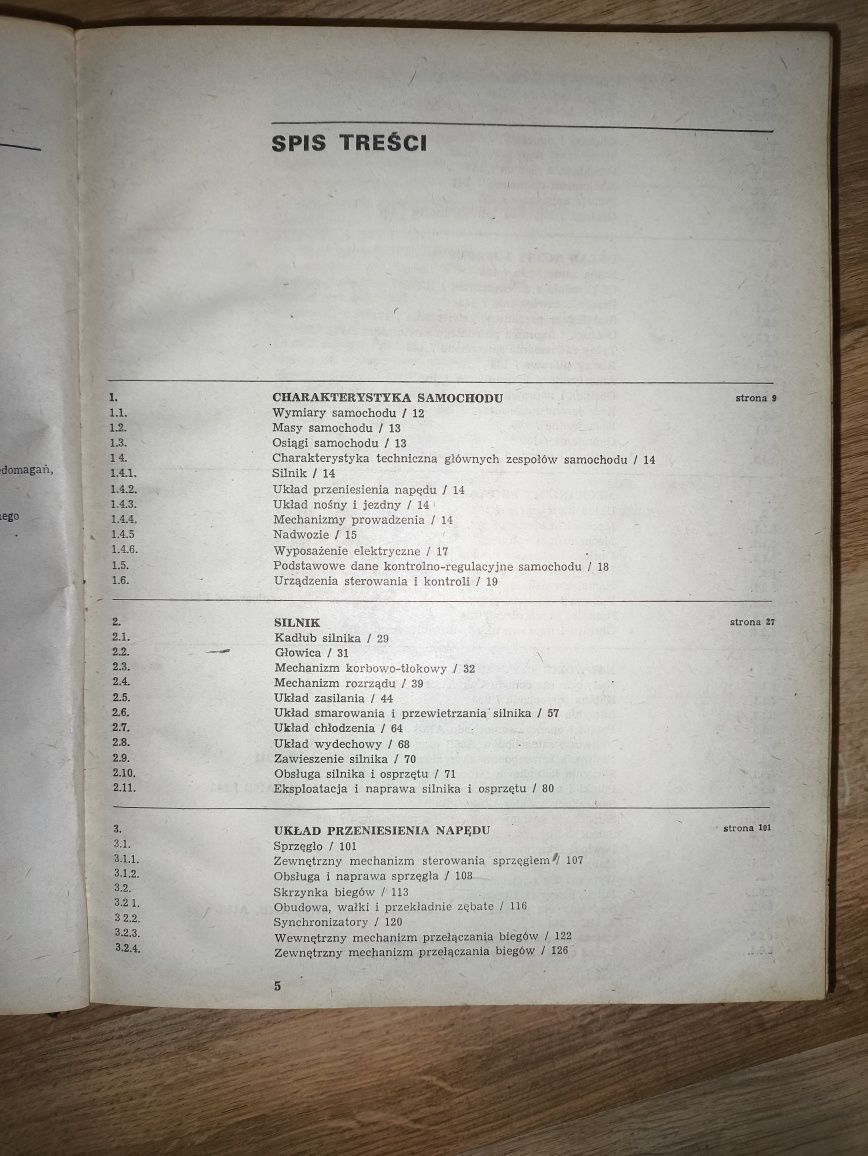 domagań,
nego
SPIS TREŚCI
1. CHARAKTERYSTYKA SAMOCHODU strona 9
1.1. Wymiary samochodu / 12
1.2. Masy samochodu / 13
1.3. Osiągi samochodu / 13
1 4. Charakterystyka techniczna głównych zespołów samochodu / 14
1.4.1. Silnik / 14
1.4.2. Układ przeniesienia napędu / 14
1.4.3. Układ nośny i jezdny / 14
1.4.4. Mechanizmy prowadzenia / 14
1.4.5 Nadwozie / 15
1.4.6. Wyposażenie elektryczne / 17
1.5. Podstawowe dane kontrolno-regulacyjne samochodu / 18
1.6. Urządzenia sterowania i kontroli / 19
2. SILNIK strona 27
2.1. Kadłub silnika / 29
2.2. Głowica / 31
2.3. Mechanizm korbowo-tłokowy / 32
2.4. Mechanizm rozrządu / 39
2.5. Układ zasilania / 44
2.6. Układ smarowania i przewietrzania silnika / 57
2.7. Układ chłodzenia / 64
2.8. Układ wydechowy / 68
2.9. Zawieszenie silnika / 70
2.10. Obsługa silnika i osprzętu / 71
2.11. Eksploatacja i naprawa silnika i osprzętu / 80
3. UKŁAD PRZENIESIENIA NAPĘDU strona 101
3.1. Sprzęgło / 101
3.1.1. Zewnętrzny mechanizm sterowania sprzęgłem / 107
3.1.2. Obsługa i naprawa sprzęgła / 108
3.2. Skrzynka biegów / 113
3.2 1. Obudowa, wałki i przekładnie zębate / 116
3 2.2. Synchronizatory / 120
3.2.3. Wewnętrzny mechanizm przełączania biegów / 122
3.2.4. Zewnętrzny mechanizm przełączania biegów / 126
5